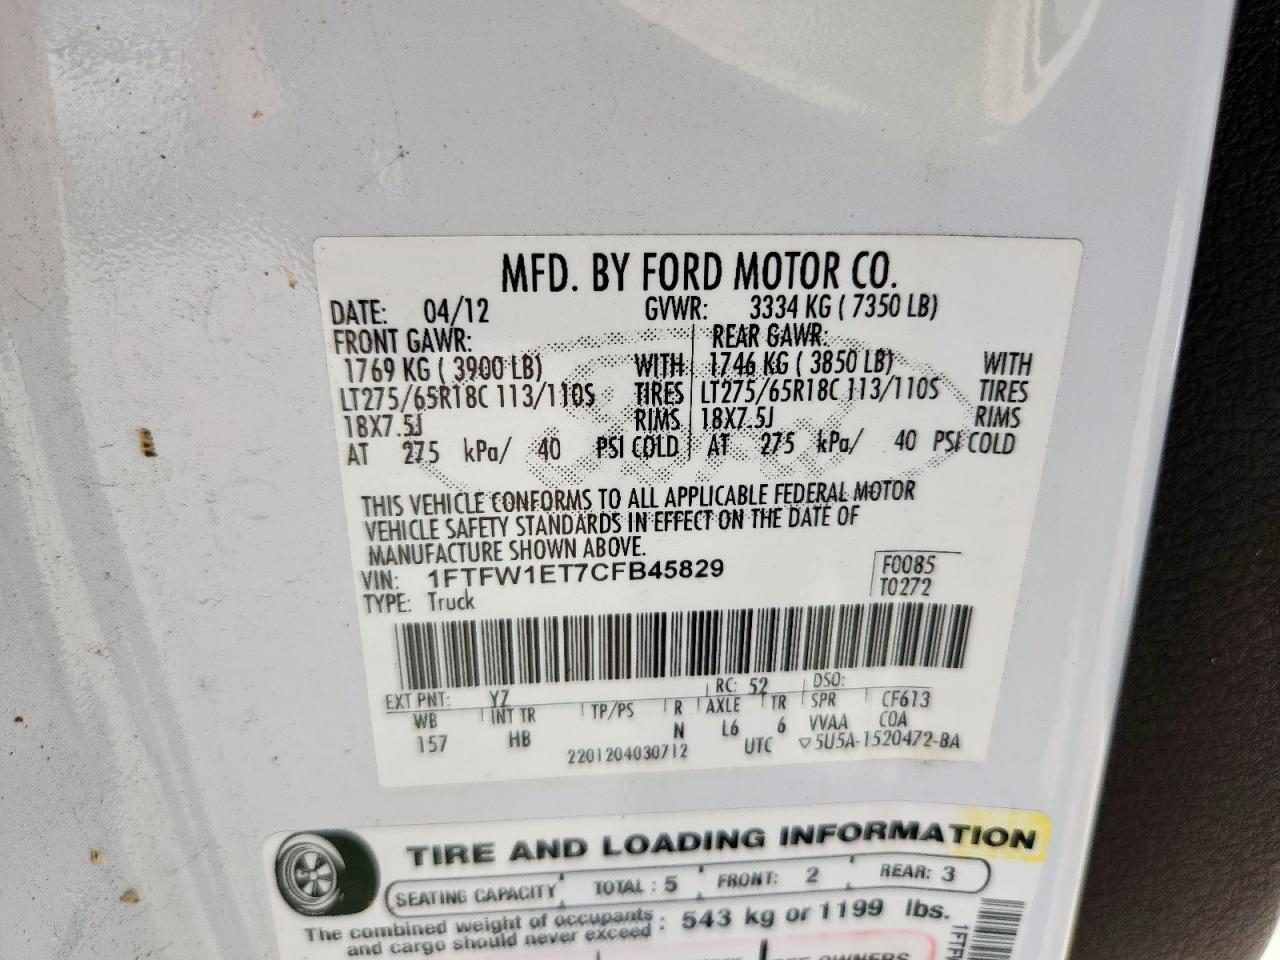 MFD. BY FORD MOTOR CO.
DATE: 04/12 GVWR: 3334 KG ( 7350 LB)
FRONT GAWR: REAR GAWR:
1769 KG ( 3900 LB) WITH 1746 KG ( 3850 LB) WITH
LT275/65R18C 113/110S TIRES LT275/65R18C 113/110S TIRES
18X7.5J RIMS 18X7.5J RIMS
AT 275 kPa/ 40 PSI COLD AT 275 kPa/ 40 PSI COLD
THIS VEHICLE CONFORMS TO ALL APPLICABLE FEDERAL MOTOR
VEHICLE SAFETY STANDARDS IN EFFECT ON THE DATE OF
MANUFACTURE SHOWN ABOVE.
VIN: 1FTFW1ET7CFB45829 F0085
TYPE: Truck T0272
EXT PNT: YZ RC: 52 DSO:
WB INT TR TP/PS R AXLE TR SPR CF613
157 HB N L6 6 VVAA COA
2201204030712 UTC ▽5U5A-1520472-BA
TIRE AND LOADING INFORMATION
SEATING CAPACITY TOTAL : 5 FRONT: 2 REAR: 3
The combined weight of occupants : 543 kg or 1199 lbs.
and cargo should never exceed
1FTF